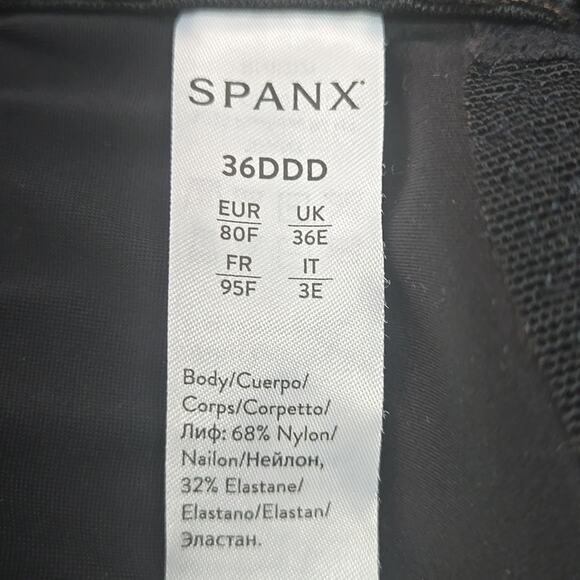 SPANX®
36DDD
EUR UK
80F 36E
FR IT
95F 3E
Body/Cuerpo/
Corps/Corpetto/
Лиф: 68% Nylon/
Nailon/Нейлон,
32% Elastane/
Elastano/Elastan/
Эластан.